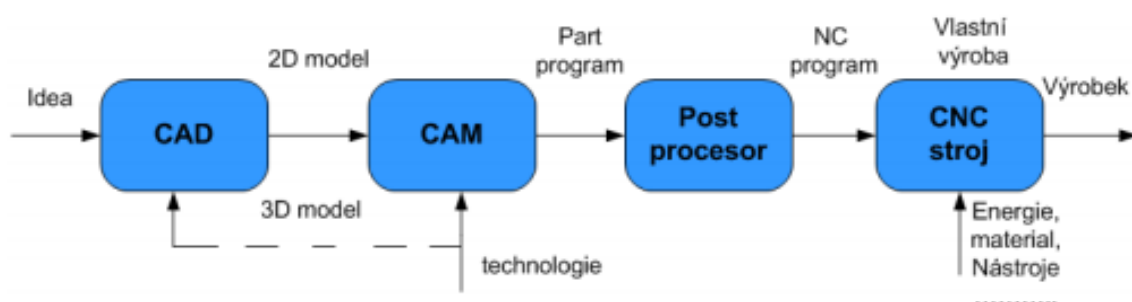 Idea
CAD
2D model
3D model
CAM
technologie
Part
program
Post
procesor
NC
program
Vlastní
výroba
CNC
stroj
Energie,
material,
Nástroje
Výrobek